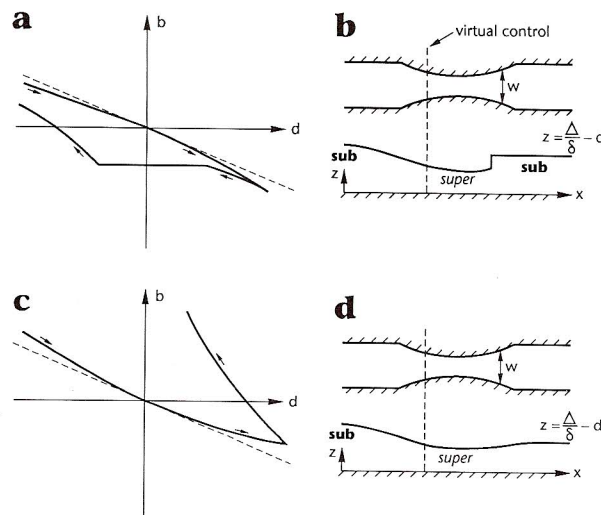 a
b
d
b
virtual control
w
z = Δ/δ – d
sub
z
super
sub
x
c
b
d
d
w
z = Δ/δ – d
sub
z
super
x